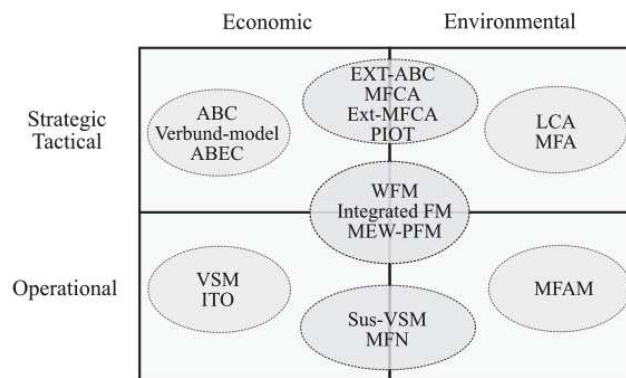 Economic
Environmental
Strategic
Tactical
ABC
Verbund-model
ABEC
EXT-ABC
MFCA
Ext-MFCA
PIOT
LCA
MFA
WFM
Integrated FM
MEW-PFM
Operational
VSM
ITO
Sus-VSM
MFN
MFAM